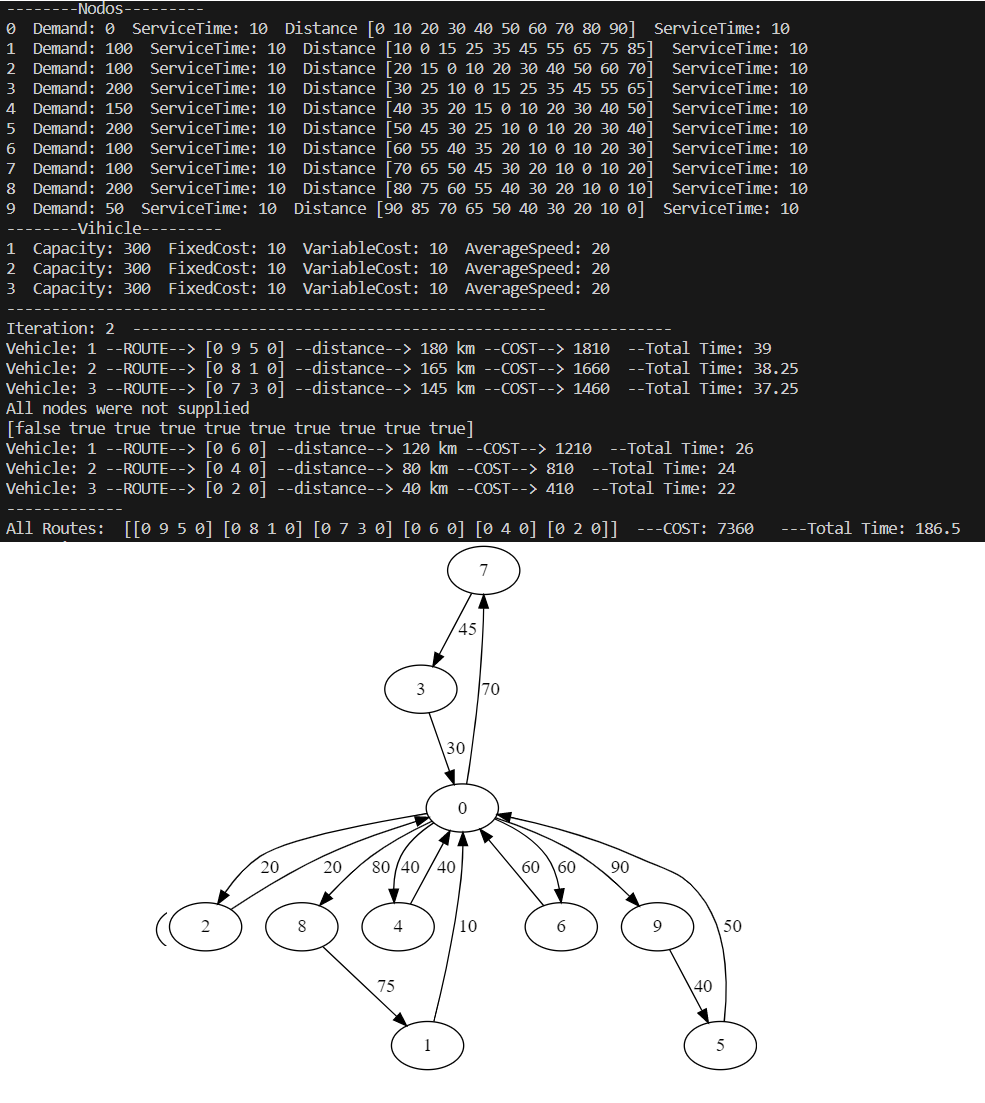 --------Nodos---------
0  Demand: 0  ServiceTime: 10  Distance [0 10 20 30 40 50 60 70 80 90]  ServiceTime: 10
1  Demand: 100  ServiceTime: 10  Distance [10 0 15 25 35 45 55 65 75 85]  ServiceTime: 10
2  Demand: 100  ServiceTime: 10  Distance [20 15 0 10 20 30 40 50 60 70]  ServiceTime: 10
3  Demand: 200  ServiceTime: 10  Distance [30 25 10 0 15 25 35 45 55 65]  ServiceTime: 10
4  Demand: 150  ServiceTime: 10  Distance [40 35 20 15 0 10 20 30 40 50]  ServiceTime: 10
5  Demand: 200  ServiceTime: 10  Distance [50 45 30 25 10 0 10 20 30 40]  ServiceTime: 10
6  Demand: 100  ServiceTime: 10  Distance [60 55 40 35 20 10 0 10 20 30]  ServiceTime: 10
7  Demand: 100  ServiceTime: 10  Distance [70 65 50 45 30 20 10 0 10 20]  ServiceTime: 10
8  Demand: 200  ServiceTime: 10  Distance [80 75 60 55 40 30 20 10 0 10]  ServiceTime: 10
9  Demand: 50  ServiceTime: 10  Distance [90 85 70 65 50 40 30 20 10 0]  ServiceTime: 10
--------Vihicle---------
1  Capacity: 300  FixedCost: 10  VariableCost: 10  AverageSpeed: 20
2  Capacity: 300  FixedCost: 10  VariableCost: 10  AverageSpeed: 20
3  Capacity: 300  FixedCost: 10  VariableCost: 10  AverageSpeed: 20
------------------------------------------------------------
Iteration: 2  ------------------------------------------------------------
Vehicle: 1 --ROUTE--> [0 9 5 0] --distance--> 180 km --COST--> 1810  --Total Time: 39
Vehicle: 2 --ROUTE--> [0 8 1 0] --distance--> 165 km --COST--> 1660  --Total Time: 38.25
Vehicle: 3 --ROUTE--> [0 7 3 0] --distance--> 145 km --COST--> 1460  --Total Time: 37.25
All nodes were not supplied
[false true true true true true true true true true]
Vehicle: 1 --ROUTE--> [0 6 0] --distance--> 120 km --COST--> 1210  --Total Time: 26
Vehicle: 2 --ROUTE--> [0 4 0] --distance--> 80 km --COST--> 810  --Total Time: 24
Vehicle: 3 --ROUTE--> [0 2 0] --distance--> 40 km --COST--> 410  --Total Time: 22
-------------
All Routes:  [[0 9 5 0] [0 8 1 0] [0 7 3 0] [0 6 0] [0 4 0] [0 2 0]]  ---COST: 7360   ---Total Time: 186.5
7
45
3
70
30
0
20
20
80
40
40
60
60
90
2
8
4
10
6
9
50
75
40
1
5